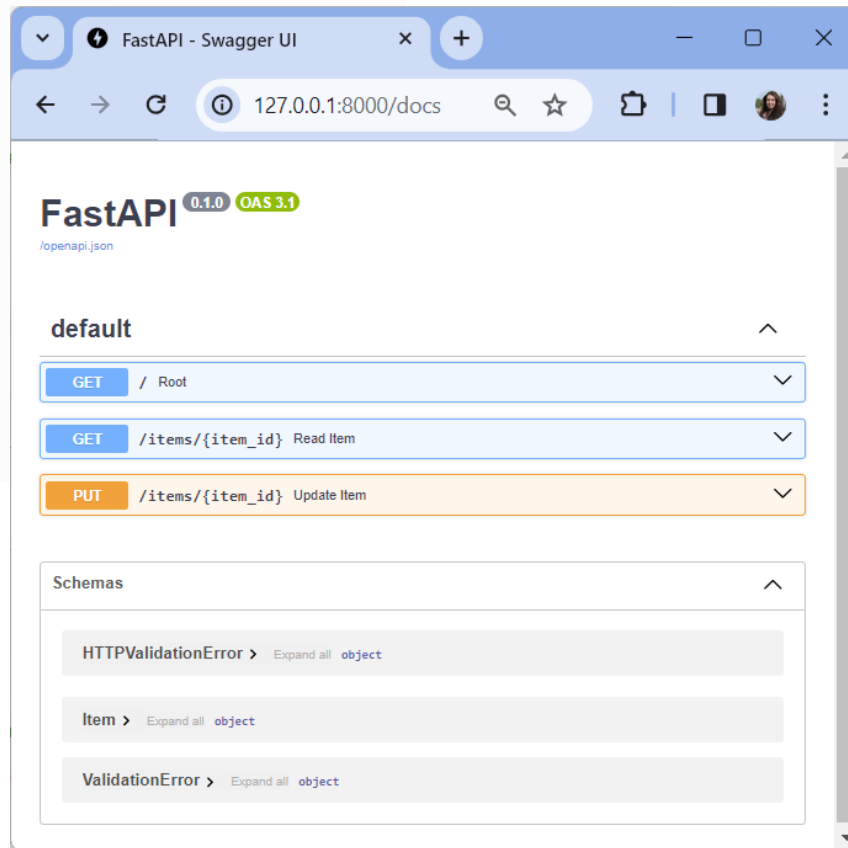 FastAPI - Swagger UI
127.0.0.1:8000/docs
FastAPI 0.1.0 OAS 3.1
/openapi.json
default
GET / Root
GET /items/{item_id} Read Item
PUT /items/{item_id} Update Item
Schemas
HTTPValidationError Expand all object
Item Expand all object
ValidationError Expand all object